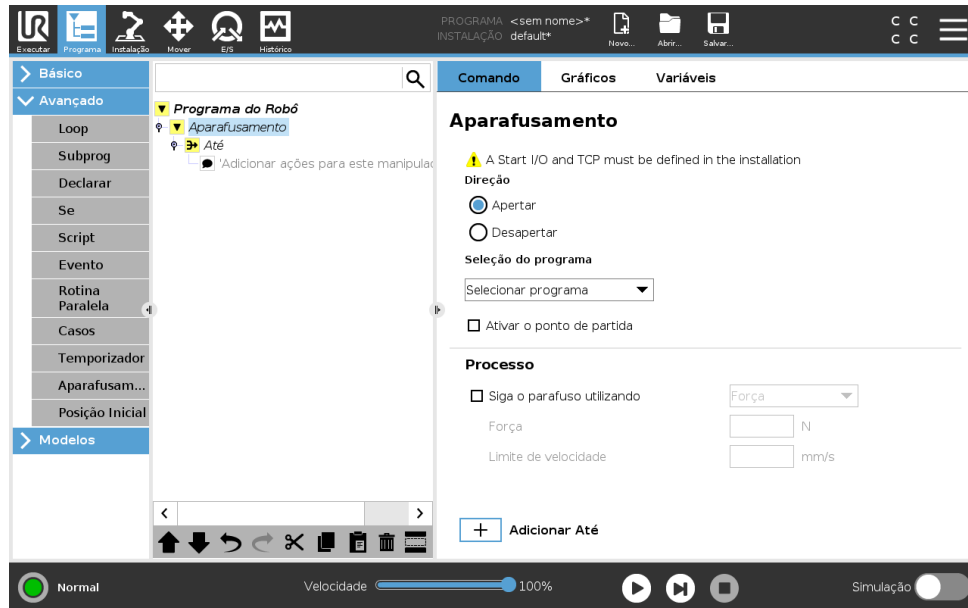 PROGRAMA <sem nome>*
INSTALAÇÃO default*
Executar Programa Instalação Mover E/S Histórico
Novo... Abrir... Salvar...
C C
C C
Básico
Avançado
Loop
Subprog
Declarar
Se
Script
Evento
Rotina
Paralela
Casos
Temporizador
Aparafusam...
Posição Inicial
Modelos
Programa do Robô
Aparafusamento
Até
'Adicionar ações para este manipulad
Comando Gráficos Variáveis
Aparafusamento
A Start I/O and TCP must be defined in the installation
Direção
Apertar
Desapertar
Seleção do programa
Selecionar programa
Ativar o ponto de partida
Processo
Siga o parafuso utilizando Força
Força N
Limite de velocidade mm/s
Adicionar Até
Normal Velocidade 100% Simulação